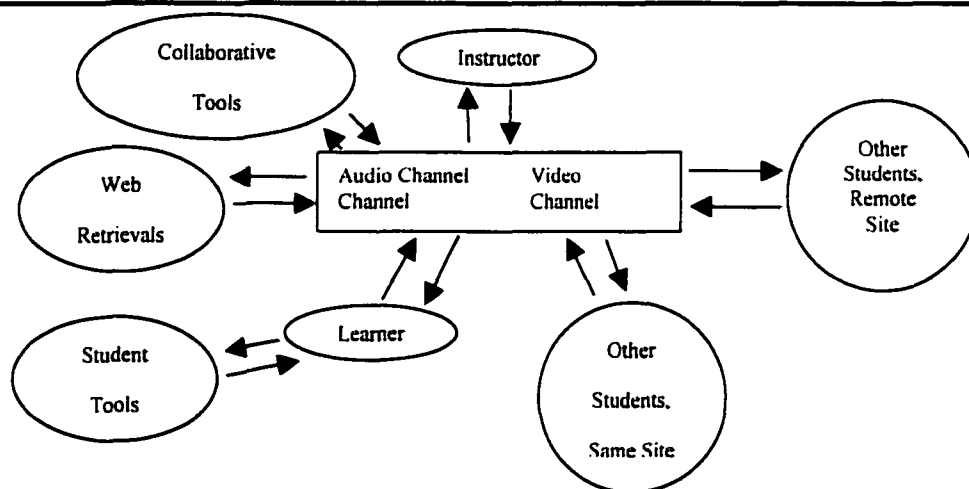 Collaborative
Tools
Instructor
Web
Retrievals
Audio Channel Video
Channel Channel
Other
Students,
Remote
Site
Student
Tools
Learner
Other
Students,
Same Site